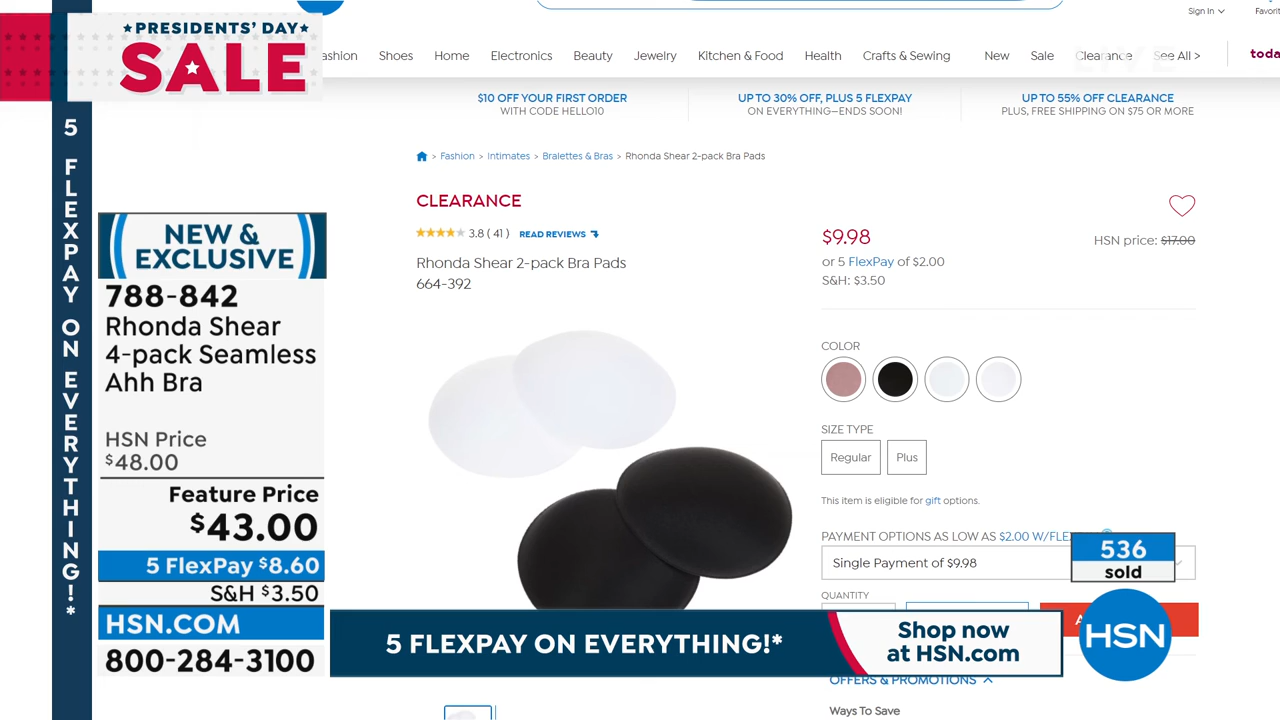 ★PRESIDENTS' DAY★
SALE
5 FLEXPAY ON EVERYTHING!*
NEW &
EXCLUSIVE
788-842
Rhonda Shear
4-pack Seamless
Ahh Bra
HSN Price
$48.00
Feature Price
$43.00
5 FlexPay $8.60
S&H $3.50
HSN.COM
800-284-3100
Sign In
Shoes
Home
Electronics
Beauty
Jewelry
Kitchen & Food
Health
Crafts & Sewing
New
Sale
Clearance
See All >
$10 OFF YOUR FIRST ORDER
WITH CODE HELLO10
UP TO 30% OFF, PLUS 5 FLEXPAY
ON EVERYTHING—ENDS SOON!
UP TO 55% OFF CLEARANCE
PLUS, FREE SHIPPING ON $75 OR MORE
> Fashion > Intimates > Bralettes & Bras > Rhonda Shear 2-pack Bra Pads
CLEARANCE
3.8 ( 41 ) READ REVIEWS
Rhonda Shear 2-pack Bra Pads
664-392
$9.98
HSN price: $17.00
or 5 FlexPay of $2.00
S&H: $3.50
COLOR
SIZE TYPE
Regular
Plus
This item is eligible for gift options.
PAYMENT OPTIONS AS LOW AS $2.00 W/FLE
Single Payment of $9.98
QUANTITY
536
sold
5 FLEXPAY ON EVERYTHING!*
Shop now
at HSN.com
HSN
OFFERS & PROMOTIONS
Ways To Save